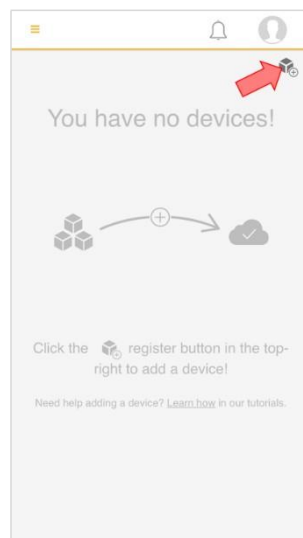 You have no devices!
Click the register button in the top-
right to add a device!
Need help adding a device? Learn how in our tutorials.